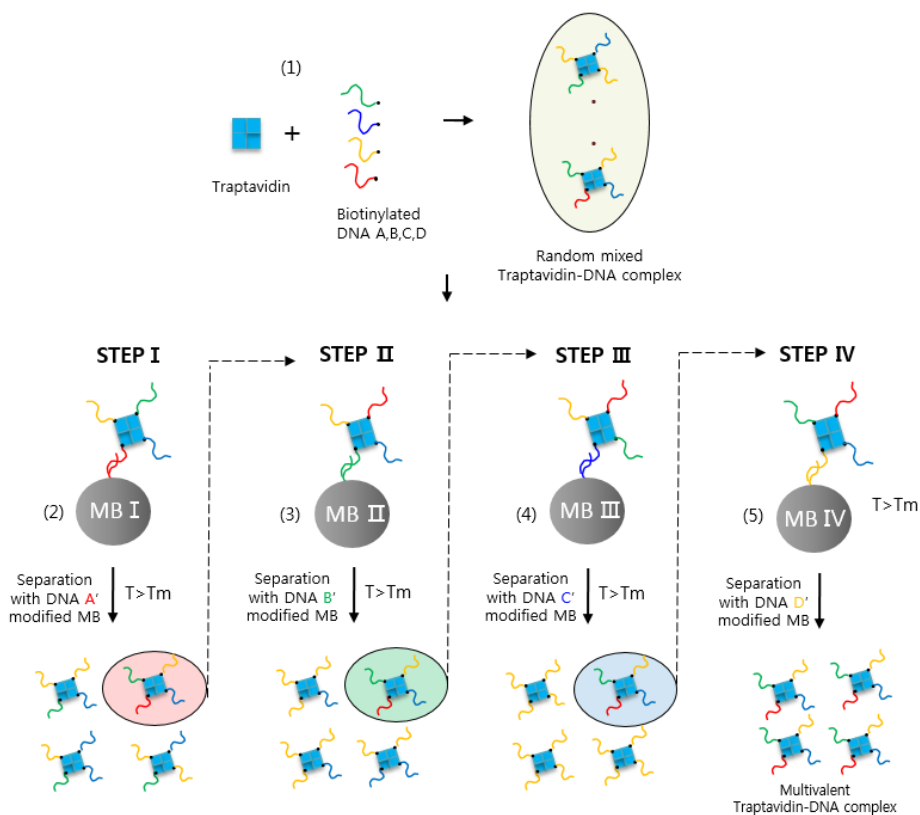 (1)
+
Traptavidin
Biotinylated
DNA A,B,C,D
Random mixed
Traptavidin-DNA complex
STEP Ⅰ
STEP Ⅱ
STEP Ⅲ
STEP Ⅳ
(2)
MB Ⅰ
(3)
MB Ⅱ
(4)
MB Ⅲ
(5)
MB Ⅳ
T>Tm
Separation
with DNA A′
modified MB
T>Tm
Separation
with DNA B′
modified MB
T>Tm
Separation
with DNA C′
modified MB
T>Tm
Separation
with DNA D′
modified MB
Multivalent
Traptavidin-DNA complex